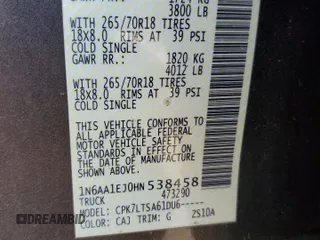 3800 LB
WITH 265/70R18 TIRES
18x8.0 RIMS AT 39 PSI
COLD SINGLE
GAWR RR.: 1820 KG
4012 LB
WITH 265/70R18 TIRES
18x8.0 RIMS AT 39 PSI
COLD SINGLE
THIS VEHICLE CONFORMS TO ALL APPLICABLE FEDERAL
MOTOR VEHICLE SAFETY STANDARDS IN EFFECT ON
THE DATE OF MANUFACTURE SHOWN ABOVE.
1N6AA1EJ0HN538458
TRUCK 473290
MODEL: CPK7LTSA61DU6-----
COLOR: CAJ TRIM: G ZS1DA
© DREAMBID